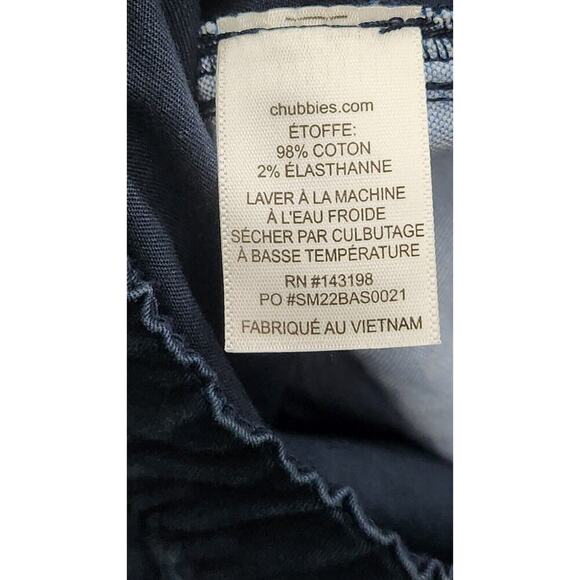 chubbies.com
ÉTOFFE:
98% COTON
2% ÉLASTHANNE
LAVER À LA MACHINE
À L'EAU FROIDE
SÉCHER PAR CULBUTAGE
À BASSE TEMPÉRATURE
RN #143198
PO #SM22BAS0021
FABRIQUÉ AU VIETNAM